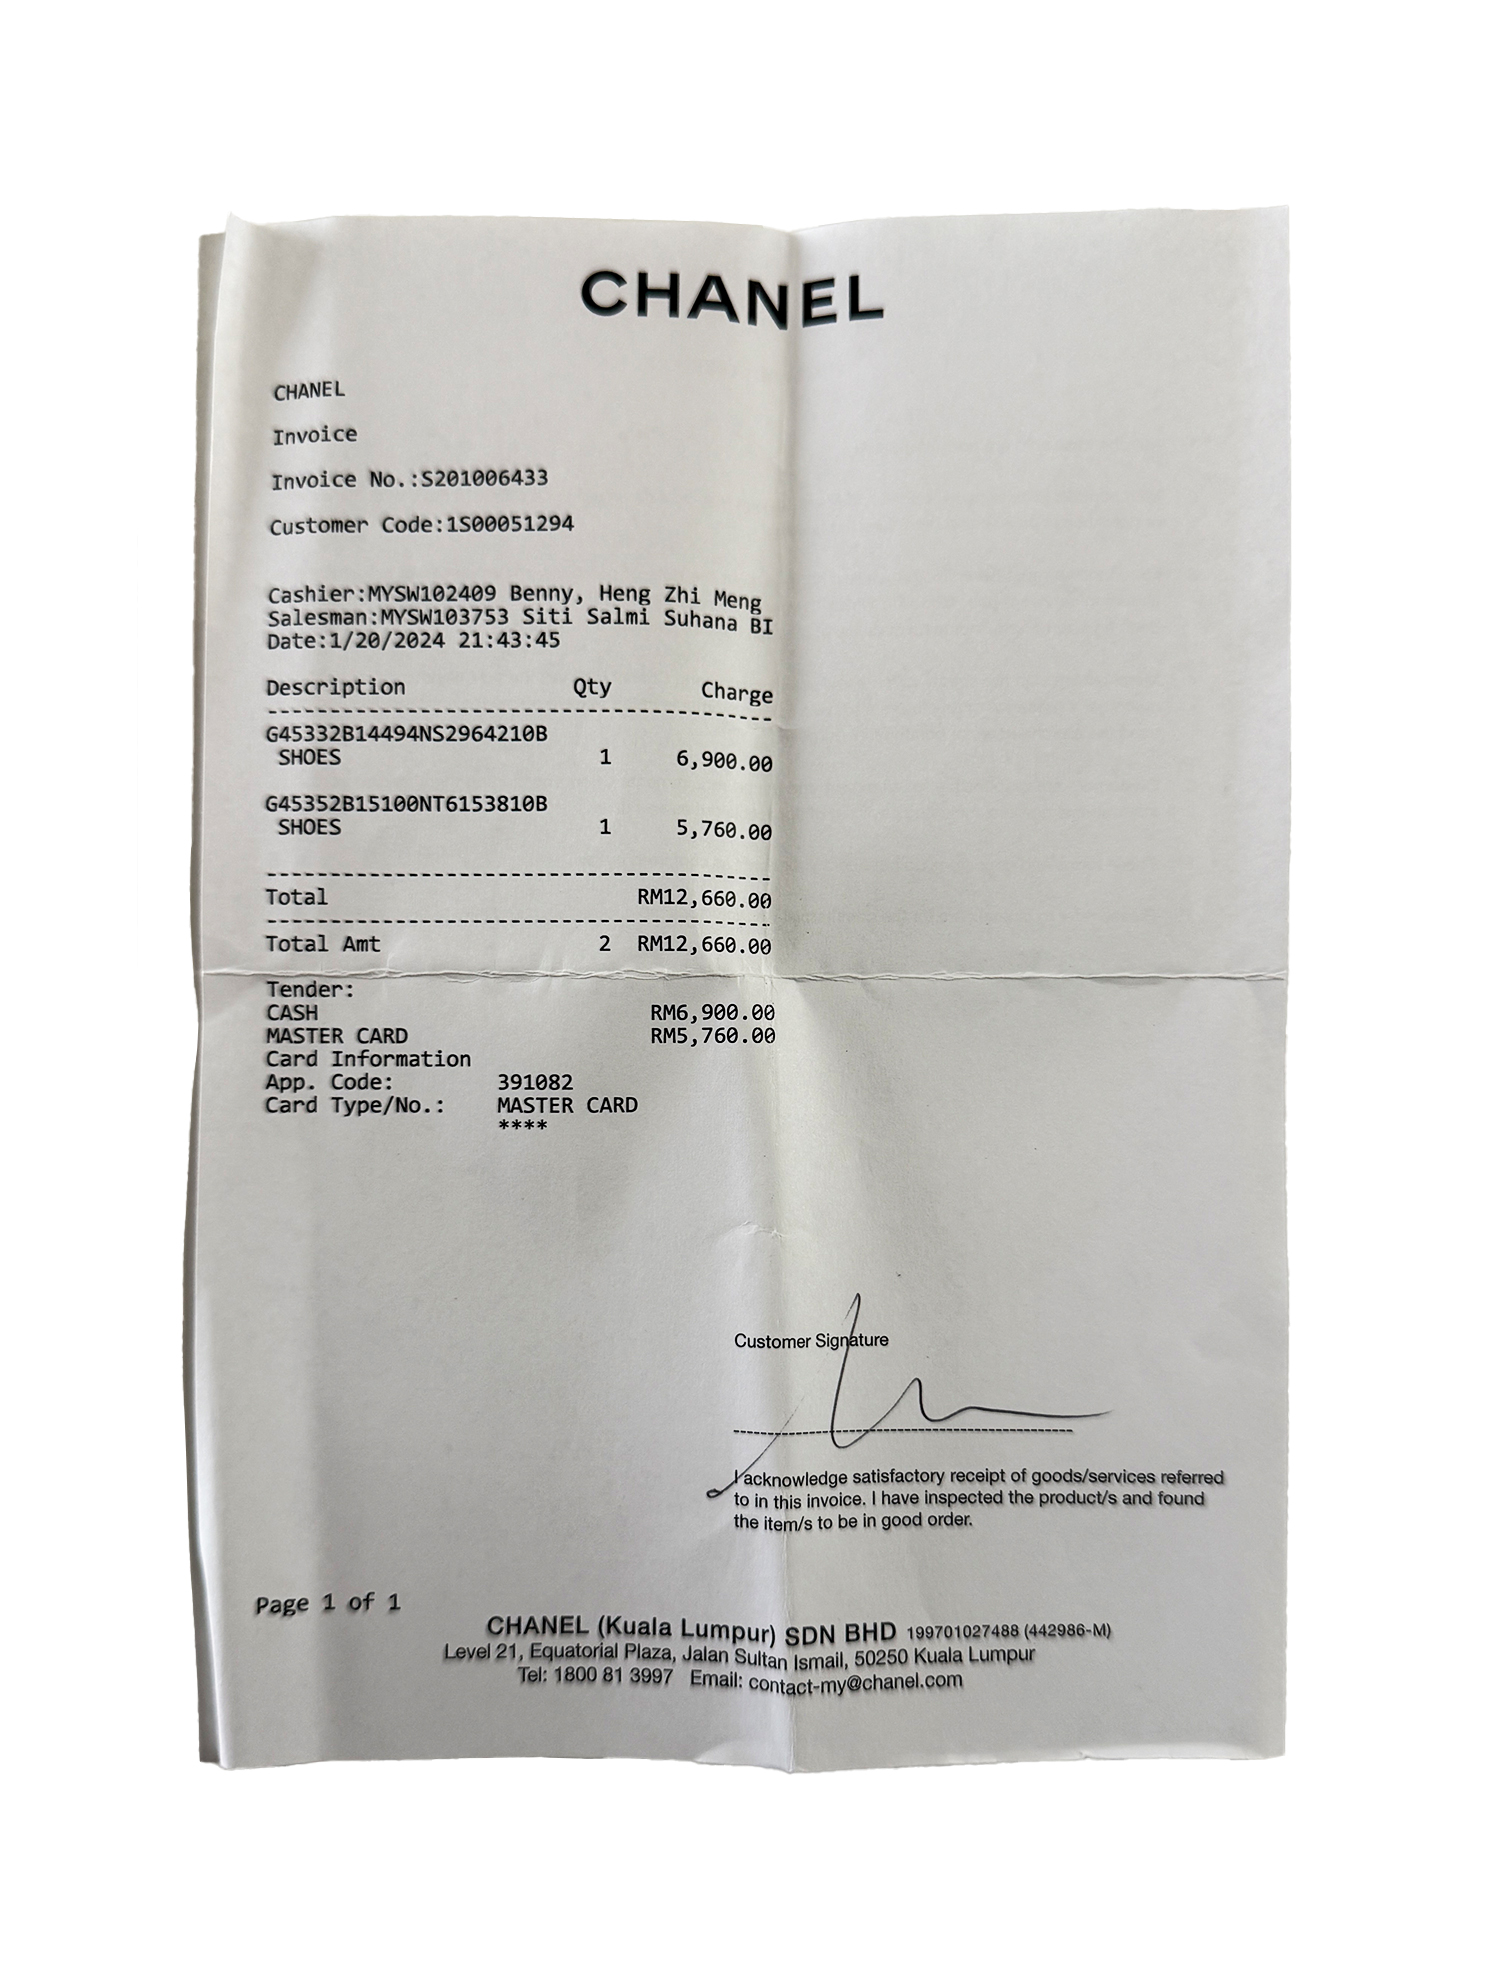 CHANEL
CHANEL
Invoice
Invoice No.:S201006433
Customer Code:1S00051294
Cashier:MYSW102409 Benny, Heng Zhi Meng
Salesman:MYSW103753 Siti Salmi Suhana BI
Date:1/20/2024 21:43:45
Description Qty Charge
G45332B14494NS2964210B
SHOES 1 6,900.00
G45352B15100NT6153810B
SHOES 1 5,760.00
Total RM12,660.00
Total Amt 2 RM12,660.00
Tender:
CASH RM6,900.00
MASTER CARD RM5,760.00
Card Information
App. Code: 391082
Card Type/No.: MASTER CARD
****
Customer Signature
I acknowledge satisfactory receipt of goods/services referred
to in this invoice. I have inspected the product/s and found
the item/s to be in good order.
Page 1 of 1
CHANEL (Kuala Lumpur) SDN BHD 199701027488 (442986-M)
Level 21, Equatorial Plaza, Jalan Sultan Ismail, 50250 Kuala Lumpur
Tel: 1800 81 3997 Email: contact-my@chanel.com